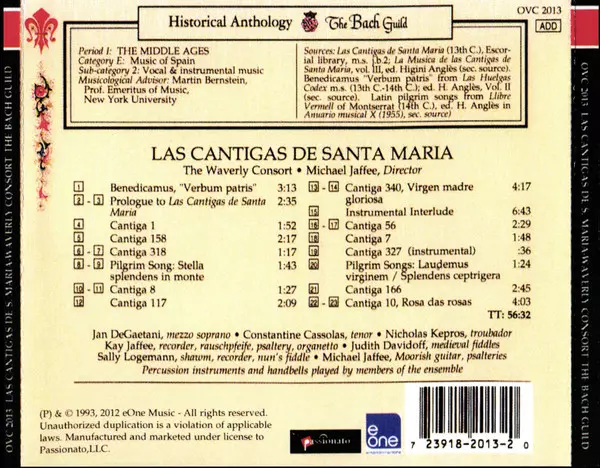 OVC 2013
ADD
Historical Anthology
The Bach Guild
Period I: THE MIDDLE AGES
Category E: Music of Spain
Sub-category 2: Vocal & instrumental music
Musicological Advisor: Martin Bernstein,
Prof. Emeritus of Music,
New York University
Sources: Las Cantigas de Santa Maria (13th C.), Escor-
ial library, m.s. j.b.2; La Musica de las Cantigas de
Santa Maria, vol. III, ed. Higini Anglès (sec. source).
Benedicamus "Verbum patris" from Las Huelgas
Codex m.s. (13th C.-14th C.); ed. H. Anglès, Vol. II
(sec. source). Latin pilgrim songs from Llibre
Vermell of Montserrat (14th C.), ed. H. Anglès in
Anuario musical X (1955), sec. source)
LAS CANTIGAS DE SANTA MARIA
The Waverly Consort • Michael Jaffee, Director
1 Benedicamus, "Verbum patris" 3:13
2 - 3 Prologue to Las Cantigas de Santa 2:35
Maria
4 Cantiga 1 1:52
5 Cantiga 158 2:17
6 - 7 Cantiga 318 1:17
8 - 9 Pilgrim Song: Stella 1:43
splendens in monte
10 - 11 Cantiga 8 1:27
12 Cantiga 117 2:09
13 - 14 Cantiga 340, Virgen madre 4:17
gloriosa
15 Instrumental Interlude 6:43
16 - 17 Cantiga 56 2:29
18 Cantiga 7 1:48
19 Cantiga 327 (instrumental) :36
20 Pilgrim Songs: Laudemus 1:24
virginem / Splendens ceptrigera
21 Cantiga 166 2:45
22 - 23 Cantiga 10, Rosa das rosas 4:03
TT: 56:32
Jan DeGaetani, mezzo soprano • Constantine Cassolas, tenor • Nicholas Kepros, troubador
Kay Jaffee, recorder, rauschpfeife, psaltery, organetto • Judith Davidoff, medieval fiddles
Sally Logemann, shawm, recorder, nun's fiddle • Michael Jaffee, Moorish guitar, psalteries
Percussion instruments and handbells played by members of the ensemble
(P) & © 1993, 2012 eOne Music - All rights reserved.
Unauthorized duplication is a violation of applicable
laws. Manufactured and marketed under license to
Passionato,LLC.
Passionato
eOne
7 23918-2013-2 0
OVC 2013 LAS CANTIGAS DE S. MARIA•WAVERLY CONSORT THE BACH GUILD
OVC 2013 LAS CANTIGAS DE S. MARIA•WAVERLY CONSORT THE BACH GUILD